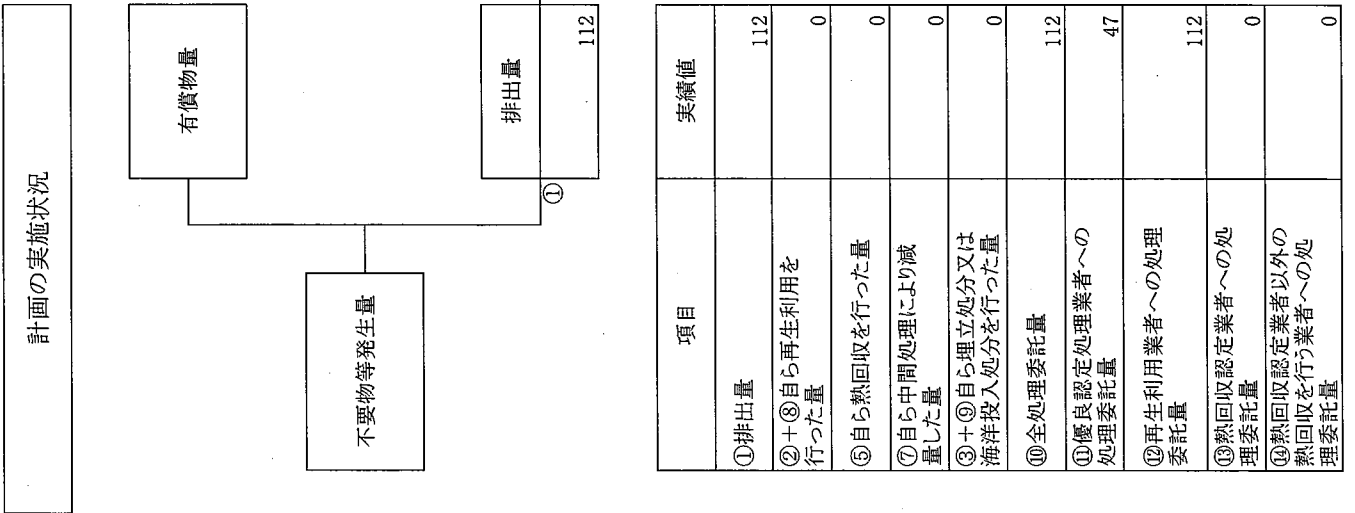 計画の実施状況
有償物量
不要物等発生量
排出量
①
112
項目
実績値
①排出量
112
②+⑧自ら再生利用を
行った量
0
⑤自ら熱回収を行った量
0
⑦自ら中間処理により減
量した量
0
③+⑨自ら埋立処分又は
海洋投入処分を行った量
0
⑩全処理委託量
112
⑪優良認定処理業者への
処理委託量
47
⑫再生利用業者への処理
委託量
112
⑬熱回収認定業者への処
理委託量
0
⑭熱回収認定業者以外の
熱回収を行う業者への処
理委託量
0